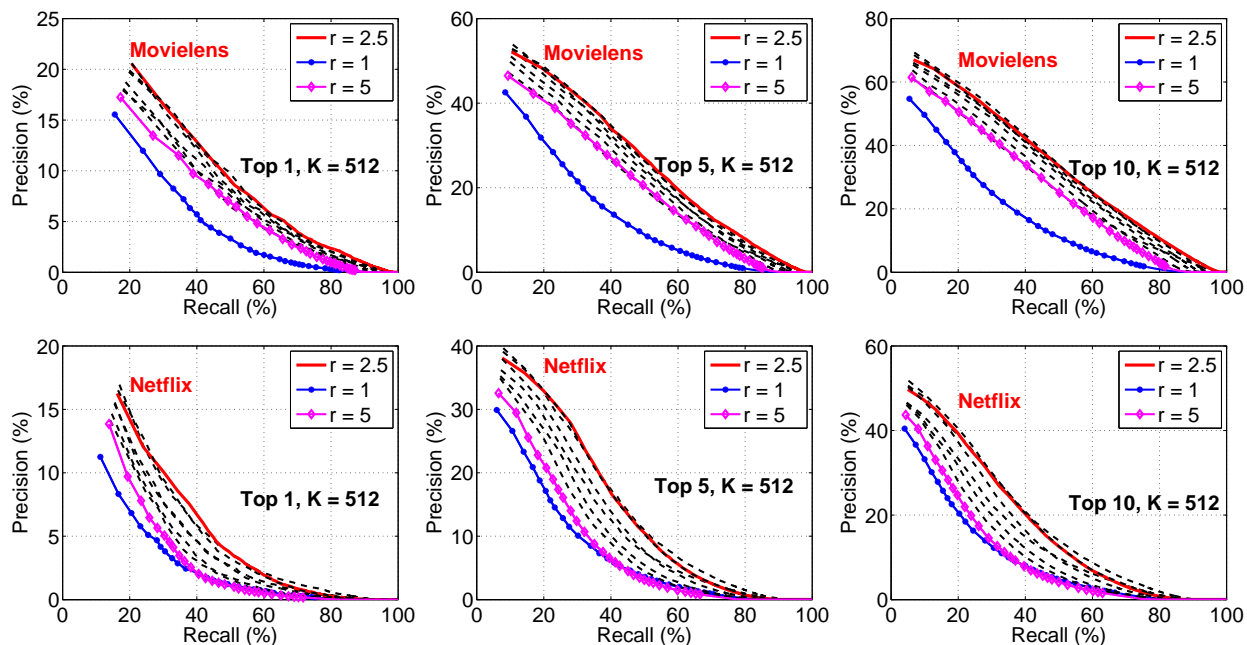 25
20
15
10
5
0
0 20 40 60 80 100
Recall (%)
Precision (%)
Movielens
r = 2.5
r = 1
r = 5
Top 1, K = 512
60
40
20
0
0 20 40 60 80 100
Recall (%)
Precision (%)
Movielens
r = 2.5
r = 1
r = 5
Top 5, K = 512
80
60
40
20
0
0 20 40 60 80 100
Recall (%)
Precision (%)
Movielens
r = 2.5
r = 1
r = 5
Top 10, K = 512
20
15
10
5
0
0 20 40 60 80 100
Recall (%)
Precision (%)
Netflix
r = 2.5
r = 1
r = 5
Top 1, K = 512
40
30
20
10
0
0 20 40 60 80 100
Recall (%)
Precision (%)
Netflix
r = 2.5
r = 1
r = 5
Top 5, K = 512
60
40
20
0
0 20 40 60 80 100
Recall (%)
Precision (%)
Netflix
r = 2.5
r = 1
r = 5
Top 10, K = 512